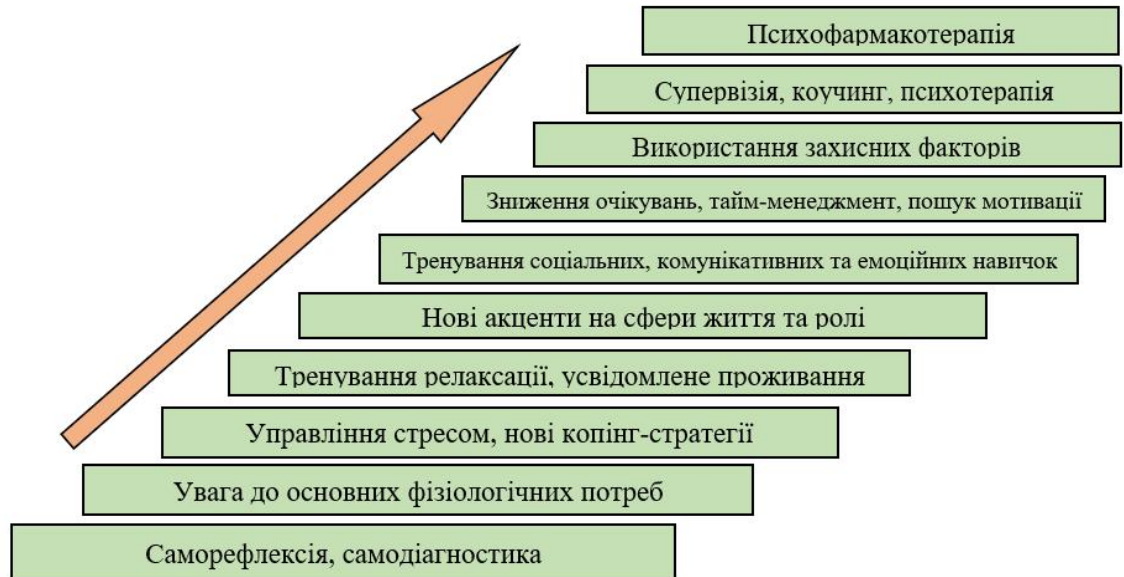 Психофармакотерапія
Супервізія, коучинг, психотерапія
Використання захисних факторів
Зниження очікувань, тайм-менеджмент, пошук мотивації
Тренування соціальних, комунікативних та емоційних навичок
Нові акценти на сфери життя та ролі
Тренування релаксації, усвідомлене проживання
Управління стресом, нові копінг-стратегії
Увага до основних фізіологічних потреб
Саморефлексія, самодіагностика